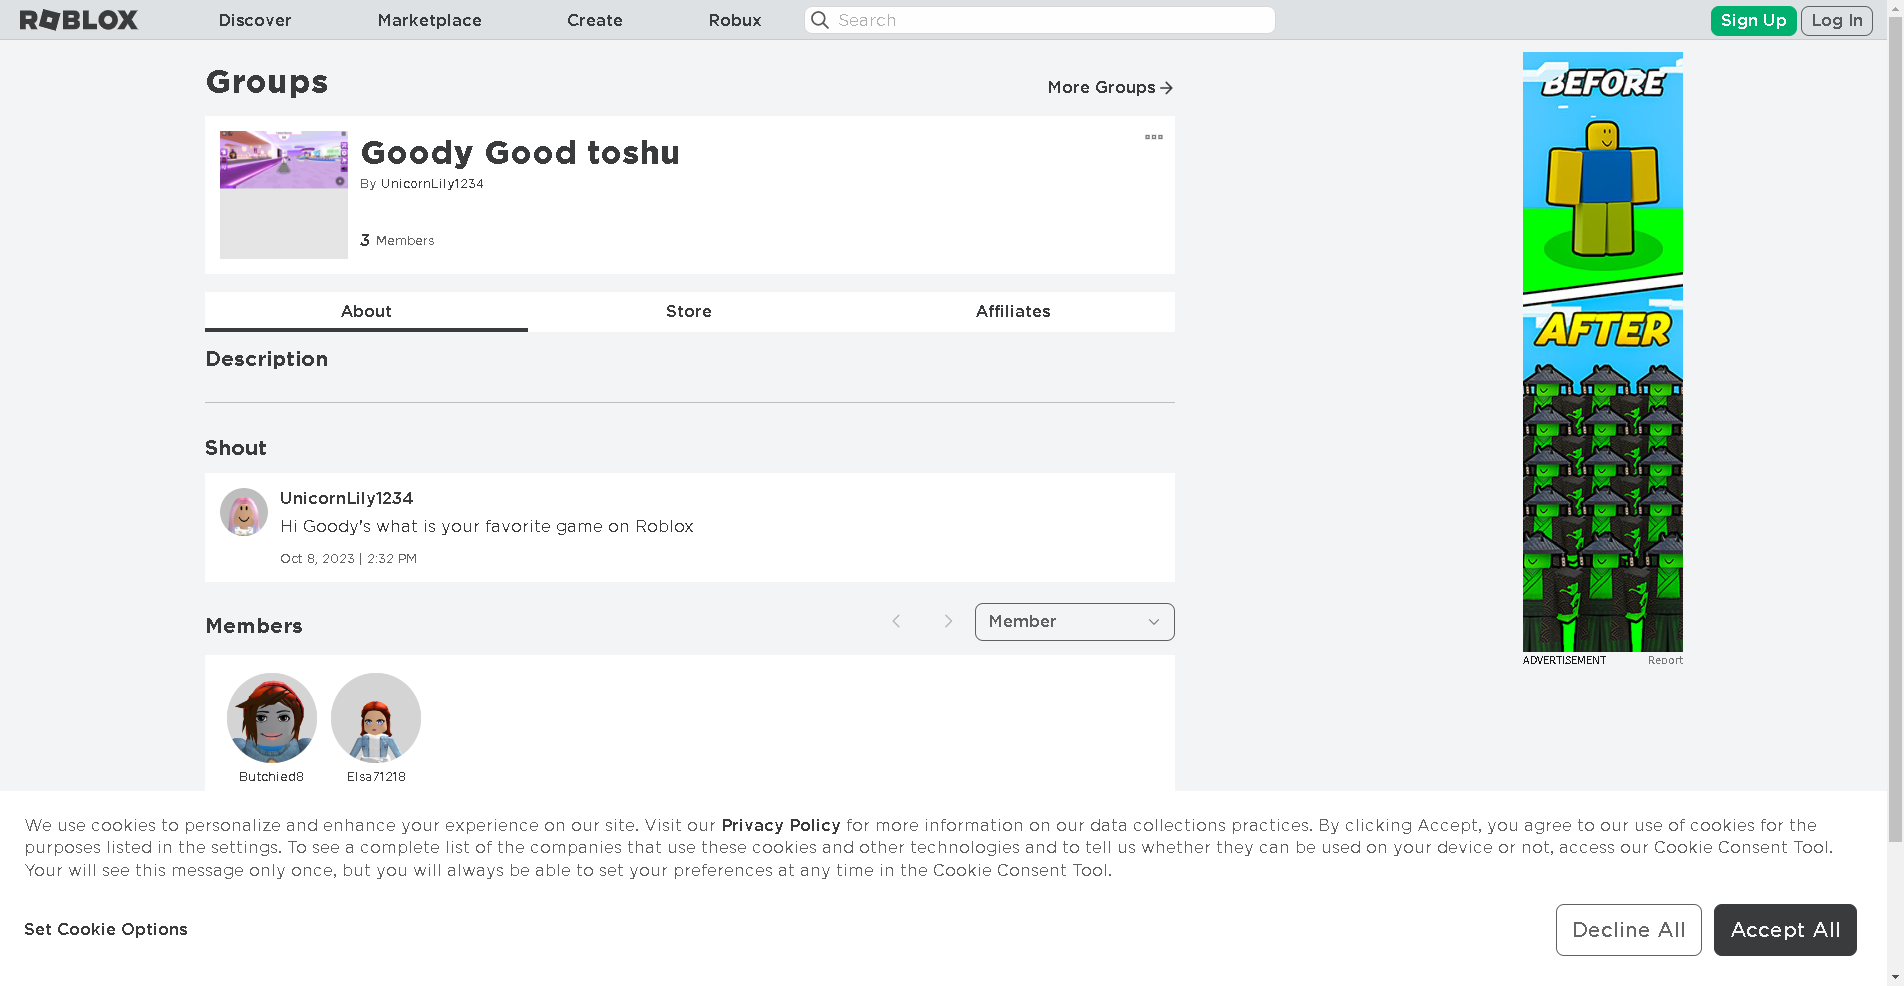 ROBLOX Discover Marketplace Create Robux Search Sign Up Log In
Groups
More Groups
Goody Good toshu
By UnicornLily1234
3 Members
About Store Affiliates
Description
Shout
UnicornLily1234
Hi Goody's what is your favorite game on Roblox
Oct 8, 2023 | 2:32 PM
Members
Member
Butchied8 Elsa71218
BEFORE
AFTER
ADVERTISEMENT Report
We use cookies to personalize and enhance your experience on our site. Visit our Privacy Policy for more information on our data collections practices. By clicking Accept, you agree to our use of cookies for the
purposes listed in the settings. To see a complete list of the companies that use these cookies and other technologies and to tell us whether they can be used on your device or not, access our Cookie Consent Tool.
Your will see this message only once, but you will always be able to set your preferences at any time in the Cookie Consent Tool.
Set Cookie Options
Decline All Accept All